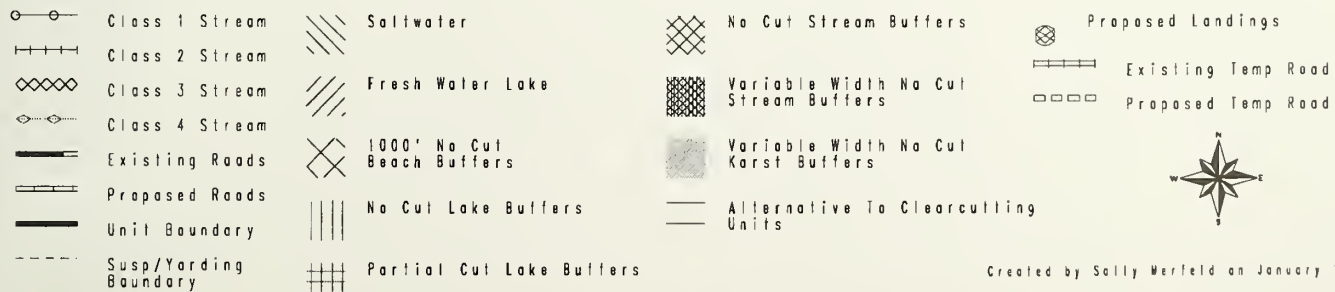 Class 1 Stream
Class 2 Stream
Class 3 Stream
Class 4 Stream
Existing Roads
Proposed Roads
Unit Boundary
Susp/Yarding
Boundary
Saltwater
Fresh Water Lake
1000' No Cut
Beach Buffers
No Cut Lake Buffers
Partial Cut Lake Buffers
No Cut Stream Buffers
Variable Width No Cut
Stream Buffers
Variable Width No Cut
Karst Buffers
Alternative To Clearcutting
Units
Proposed Landings
Existing Temp Road
Proposed Temp Road
N
W E
S
Created by Sally Werfeld on January